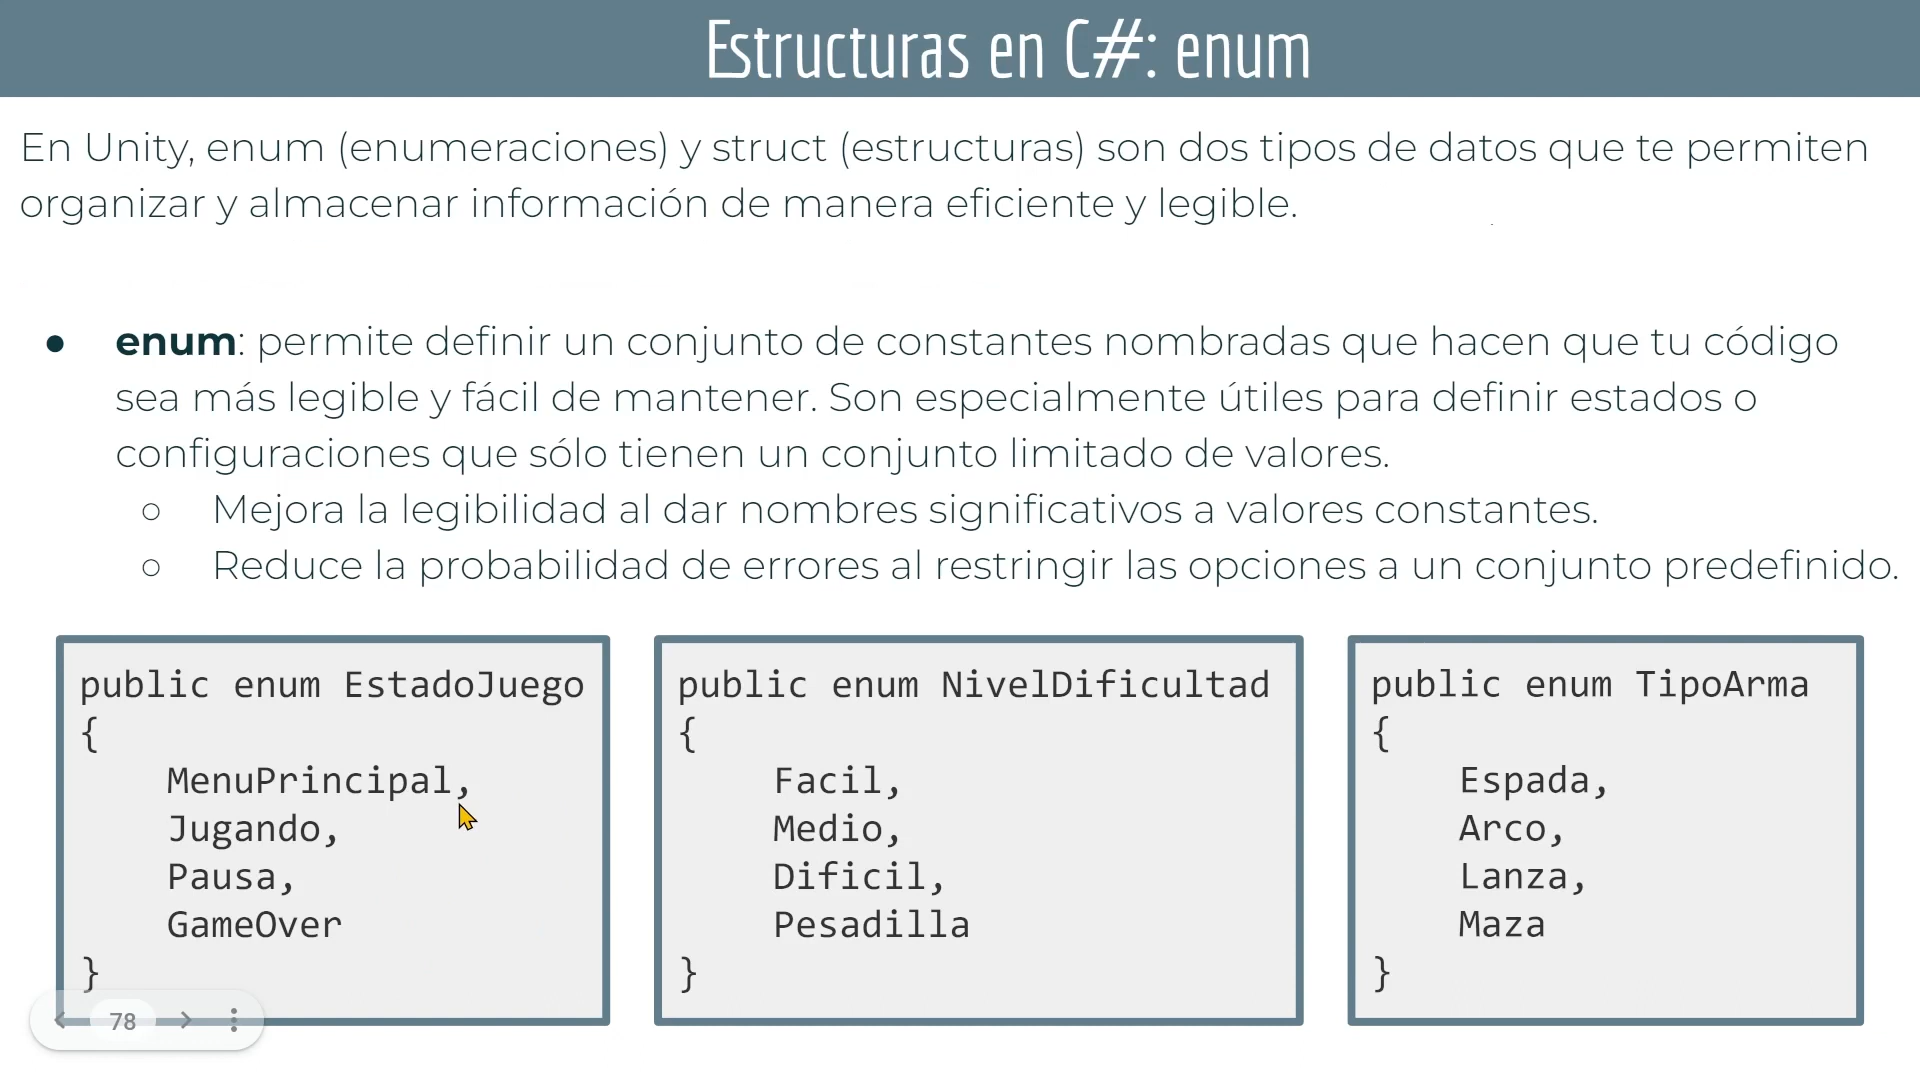 Estructuras en C#: enum
En Unity, enum (enumeraciones) y struct (estructuras) son dos tipos de datos que te permiten
organizar y almacenar información de manera eficiente y legible.
● enum: permite definir un conjunto de constantes nombradas que hacen que tu código
sea más legible y fácil de mantener. Son especialmente útiles para definir estados o
configuraciones que sólo tienen un conjunto limitado de valores.
○ Mejora la legibilidad al dar nombres significativos a valores constantes.
○ Reduce la probabilidad de errores al restringir las opciones a un conjunto predefinido.
public enum EstadoJuego
{
MenuPrincipal,
Jugando,
Pausa,
GameOver
}
public enum NivelDificultad
{
Facil,
Medio,
Dificil,
Pesadilla
}
public enum TipoArma
{
Espada,
Arco,
Lanza,
Maza
}
78